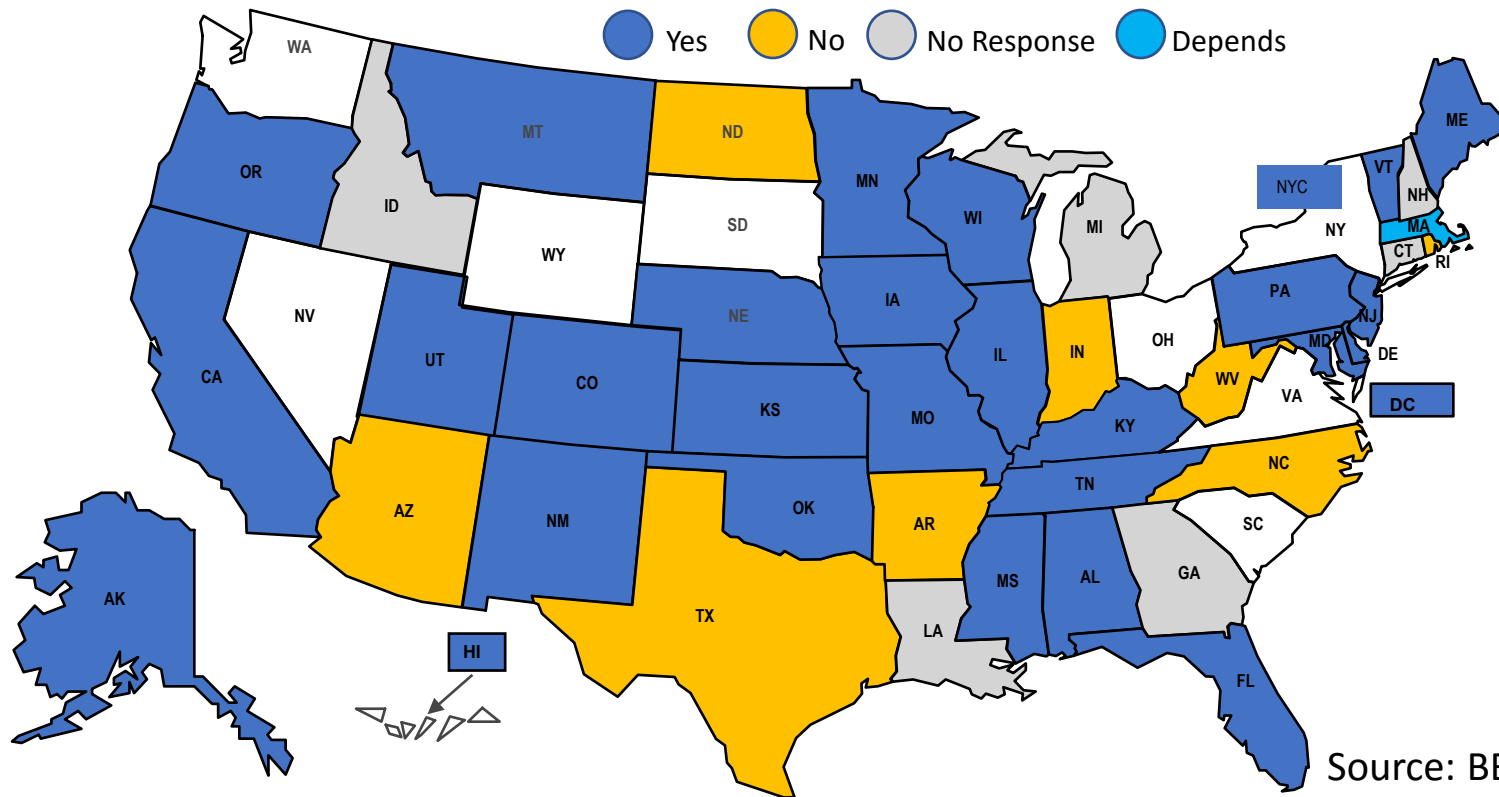 Yes No No Response Depends
WA
MT
ND
ME
OR
MN
VT
NYC
ID
NH
WI
SD
MI
MA
NY
WY
CT
RI
PA
IA
NE
NV
NJ
OH
MD
DE
IL
IN
UT
CO
CA
WV
VA
DC
KS
MO
KY
NC
TN
AZ
OK
NM
AR
SC
MS
AL
GA
AK
TX
LA
HI
FL
Source: